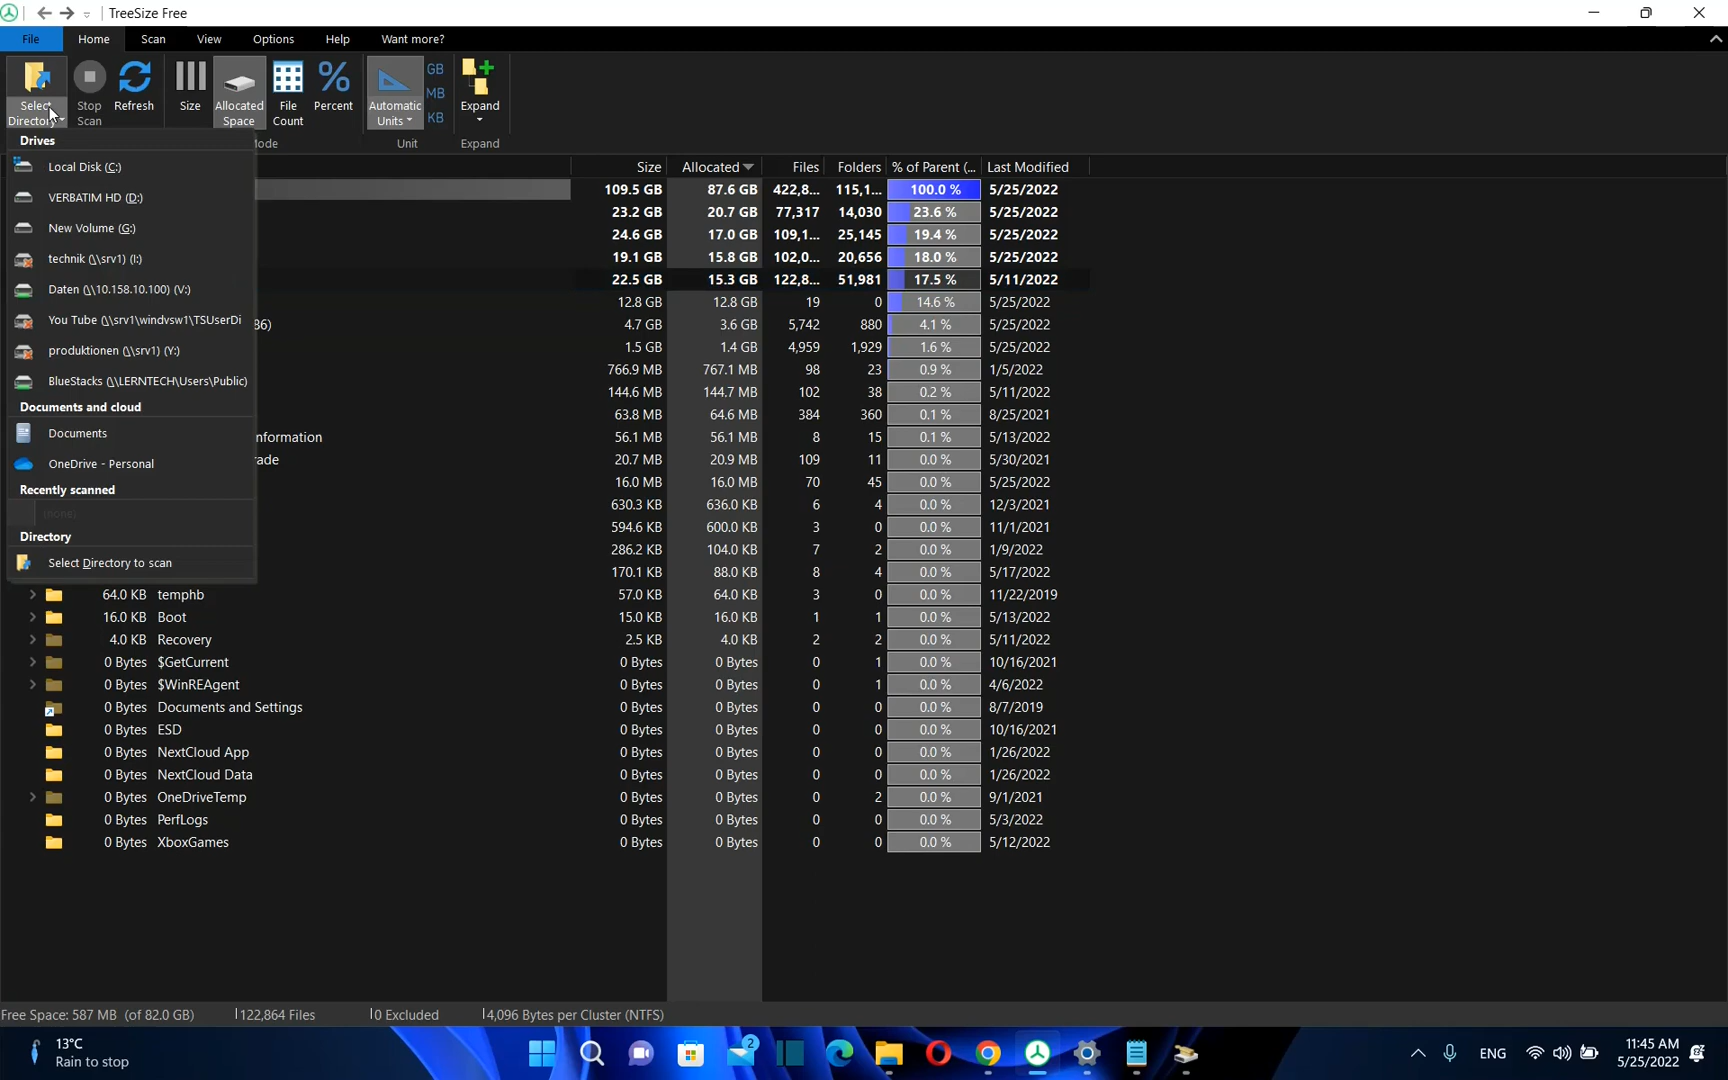 TreeSize Free
File Home Scan View Options Help Want more?
Select Directory Stop Scan Refresh Size Allocated Space File Count Percent Automatic Units GB MB KB Expand
Mode Unit Expand
Drives
Local Disk (C:)
VERBATIM HD (D:)
New Volume (G:)
technik (\\srv1) (I:)
Daten (\\10.158.10.100) (V:)
You Tube (\\srv1\windvsw1\TSUserDi
produktionen (\\srv1) (Y:)
BlueStacks (\\LERNTECH\Users\Public)
Documents and cloud
Documents
OneDrive - Personal
Recently scanned
(none)
Directory
Select Directory to scan
Size Allocated Files Folders % of Parent (... Last Modified
109.5 GB 87.6 GB 422,8... 115,1... 100.0 % 5/25/2022
23.2 GB 20.7 GB 77,317 14,030 23.6 % 5/25/2022
24.6 GB 17.0 GB 109,1... 25,145 19.4 % 5/25/2022
19.1 GB 15.8 GB 102,0... 20,656 18.0 % 5/25/2022
22.5 GB 15.3 GB 122,8... 51,981 17.5 % 5/11/2022
12.8 GB 12.8 GB 19 0 14.6 % 5/25/2022
86) 4.7 GB 3.6 GB 5,742 880 4.1 % 5/25/2022
1.5 GB 1.4 GB 4,959 1,929 1.6 % 5/25/2022
766.9 MB 767.1 MB 98 23 0.9 % 1/5/2022
144.6 MB 144.7 MB 102 38 0.2 % 5/11/2022
63.8 MB 64.6 MB 384 360 0.1 % 8/25/2021
nformation 56.1 MB 56.1 MB 8 15 0.1 % 5/13/2022
ade 20.7 MB 20.9 MB 109 11 0.0 % 5/30/2021
16.0 MB 16.0 MB 70 45 0.0 % 5/25/2022
630.3 KB 636.0 KB 6 4 0.0 % 12/3/2021
594.6 KB 600.0 KB 3 0 0.0 % 11/1/2021
286.2 KB 104.0 KB 7 2 0.0 % 1/9/2022
170.1 KB 88.0 KB 8 4 0.0 % 5/17/2022
64.0 KB temphb 57.0 KB 64.0 KB 3 0 0.0 % 11/22/2019
16.0 KB Boot 15.0 KB 16.0 KB 1 1 0.0 % 5/13/2022
4.0 KB Recovery 2.5 KB 4.0 KB 2 2 0.0 % 5/11/2022
0 Bytes $GetCurrent 0 Bytes 0 Bytes 0 1 0.0 % 10/16/2021
0 Bytes $WinREAgent 0 Bytes 0 Bytes 0 1 0.0 % 4/6/2022
0 Bytes Documents and Settings 0 Bytes 0 Bytes 0 0 0.0 % 8/7/2019
0 Bytes ESD 0 Bytes 0 Bytes 0 0 0.0 % 10/16/2021
0 Bytes NextCloud App 0 Bytes 0 Bytes 0 0 0.0 % 1/26/2022
0 Bytes NextCloud Data 0 Bytes 0 Bytes 0 0 0.0 % 1/26/2022
0 Bytes OneDriveTemp 0 Bytes 0 Bytes 0 2 0.0 % 9/1/2021
0 Bytes PerfLogs 0 Bytes 0 Bytes 0 0 0.0 % 5/3/2022
0 Bytes XboxGames 0 Bytes 0 Bytes 0 0 0.0 % 5/12/2022
Free Space: 587 MB (of 82.0 GB) 122,864 Files 0 Excluded 4,096 Bytes per Cluster (NTFS)
13°C
Rain to stop
2
ENG
11:45 AM
5/25/2022